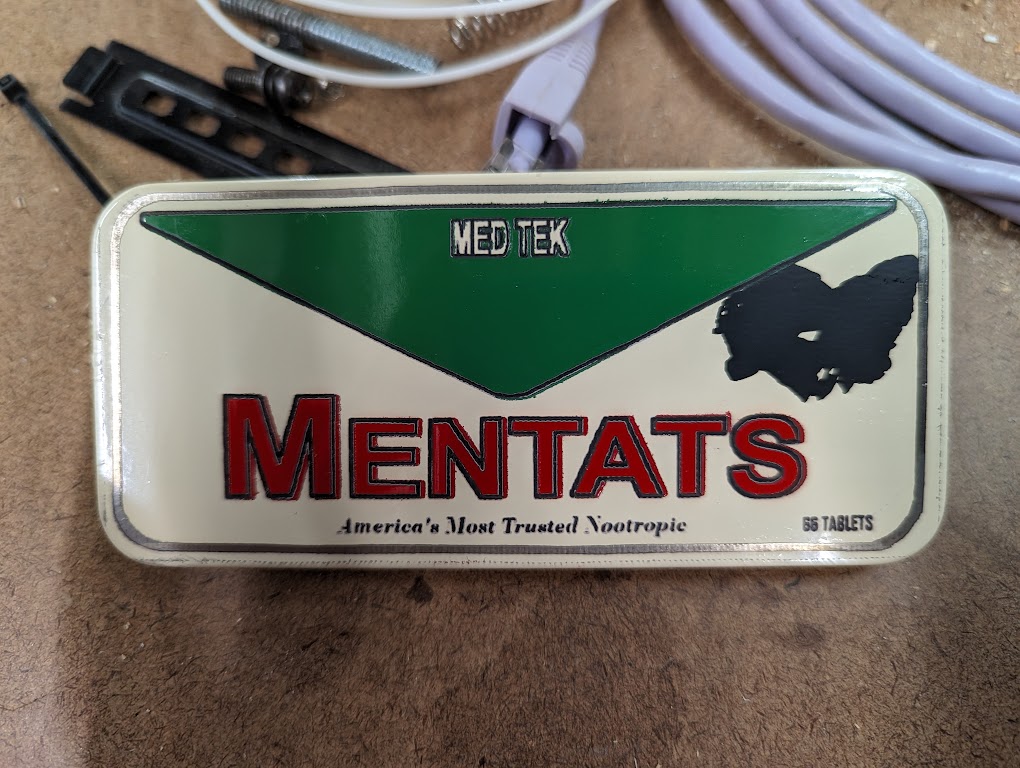 MED TEK
MENTATS
America's Most Trusted Nootropic
66 TABLETS